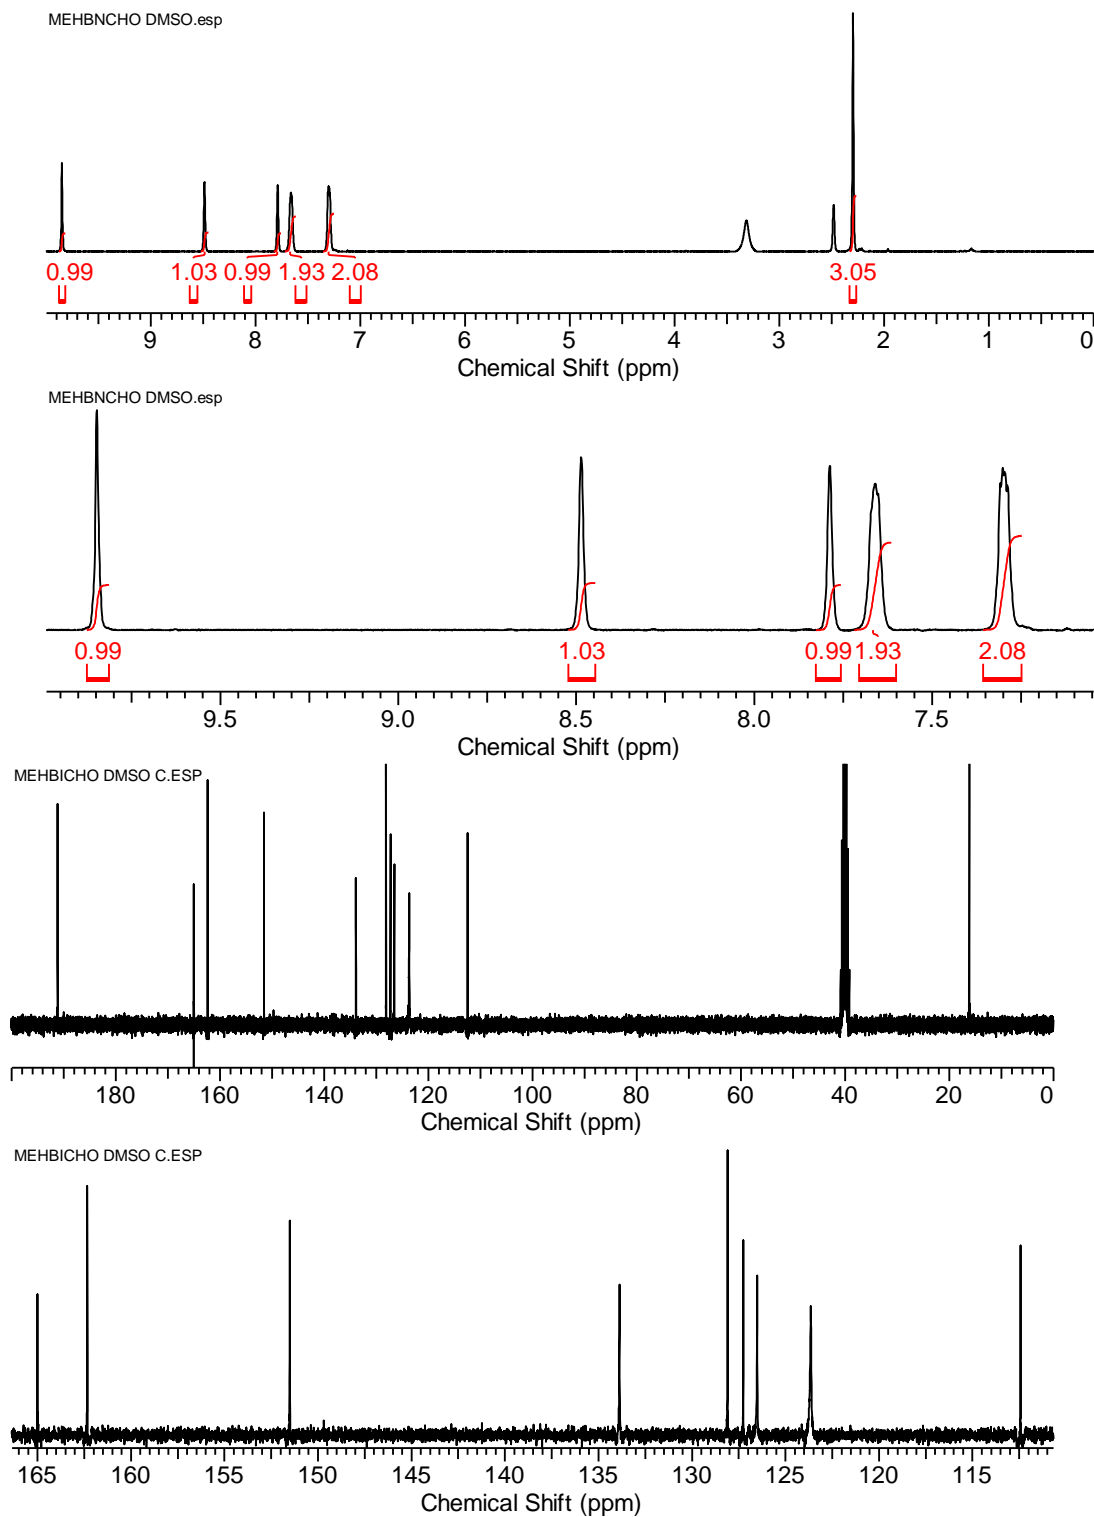 MEHBNCHO DMSO.esp
0.99 1.03 0.99 1.93 2.08 3.05
9 8 7 6 5 4 3 2 1 0
Chemical Shift (ppm)
MEHBNCHO DMSO.esp
0.99 1.03 0.99 1.93 2.08
9.5 9.0 8.5 8.0 7.5
Chemical Shift (ppm)
MEHBICHO DMSO C.ESP
180 160 140 120 100 80 60 40 20 0
Chemical Shift (ppm)
MEHBICHO DMSO C.ESP
165 160 155 150 145 140 135 130 125 120 115
Chemical Shift (ppm)